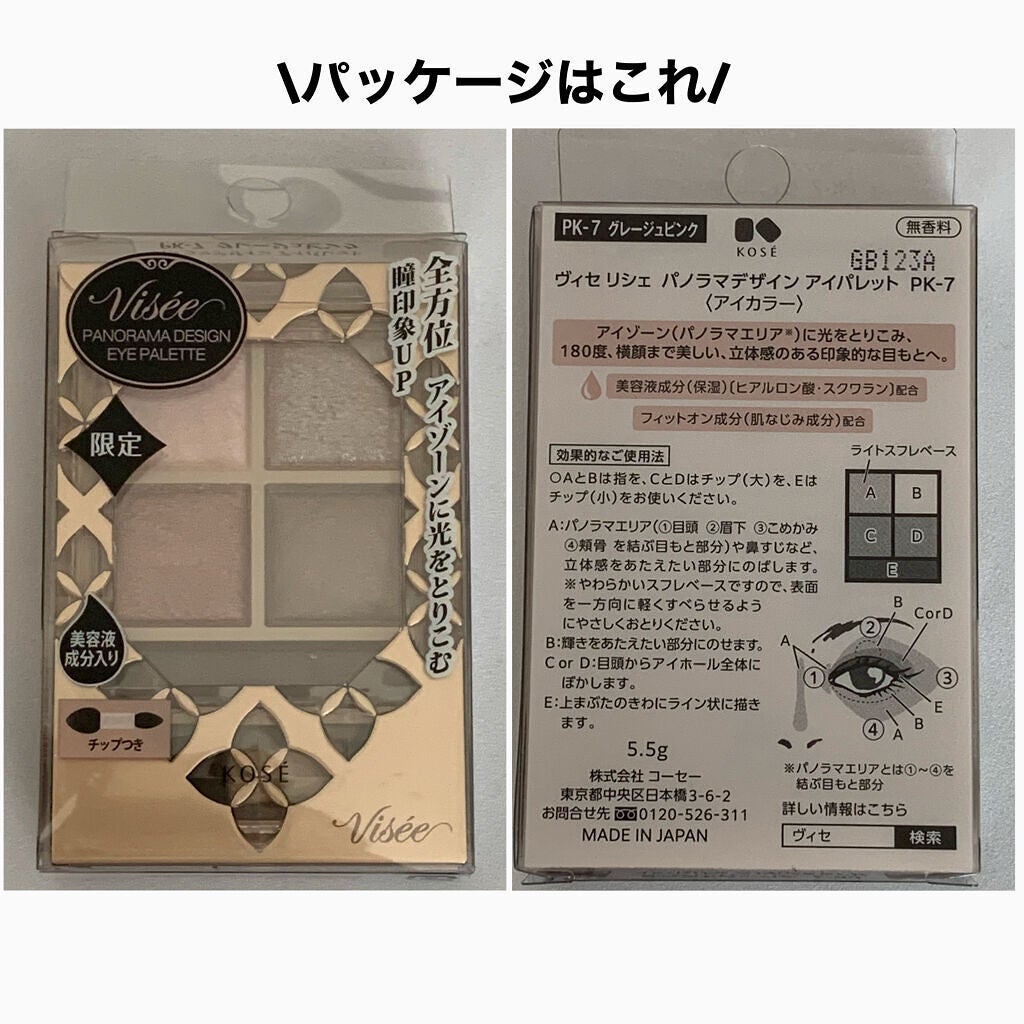 \パッケージはこれ/
Visée
PANORAMA DESIGN
EYE PALETTE
限定
全方位 アイゾーンに光をとりこむ
瞳印象UP
美容液
成分入り
チップつき
KOSÉ
Visée
PK-7 グレージュピンク
KOSÉ
無香料
GB123A
ヴィセ リシェ パノラマデザイン アイパレット PK-7
〈アイカラー〉
アイゾーン(パノラマエリア※)に光をとりこみ、
180度、横顔まで美しい、立体感のある印象的な目もとへ。
美容液成分(保湿)〔ヒアルロン酸・スクワラン〕配合
フィットオン成分(肌なじみ成分)配合
効果的なご使用法
○AとBは指を、CとDはチップ(大)を、Eは
チップ(小)をお使いください。
A:パノラマエリア(①目頭 ②眉下 ③こめかみ
④頬骨 を結ぶ目もと部分)や鼻すじなど、
立体感をあたえたい部分にのばします。
※やわらかいスフレベースですので、表面
を一方向に軽くすべらせるよう
にやさしくおとりください。
B:輝きをあたえたい部分にのせます。
C or D:目頭からアイホール全体に
ぼかします。
E:上まぶたのきわにライン状に描き
ます。
ライトスフレベース
A B
C D
E
B
CorD
②
A
①
③
E
B
④
A
※パノラマエリアとは①~④を
結ぶ目もと部分
5.5g
株式会社 コーセー
東京都中央区日本橋3-6-2
お問合せ先 0120-526-311
MADE IN JAPAN
詳しい情報はこちら
ヴィセ 検索